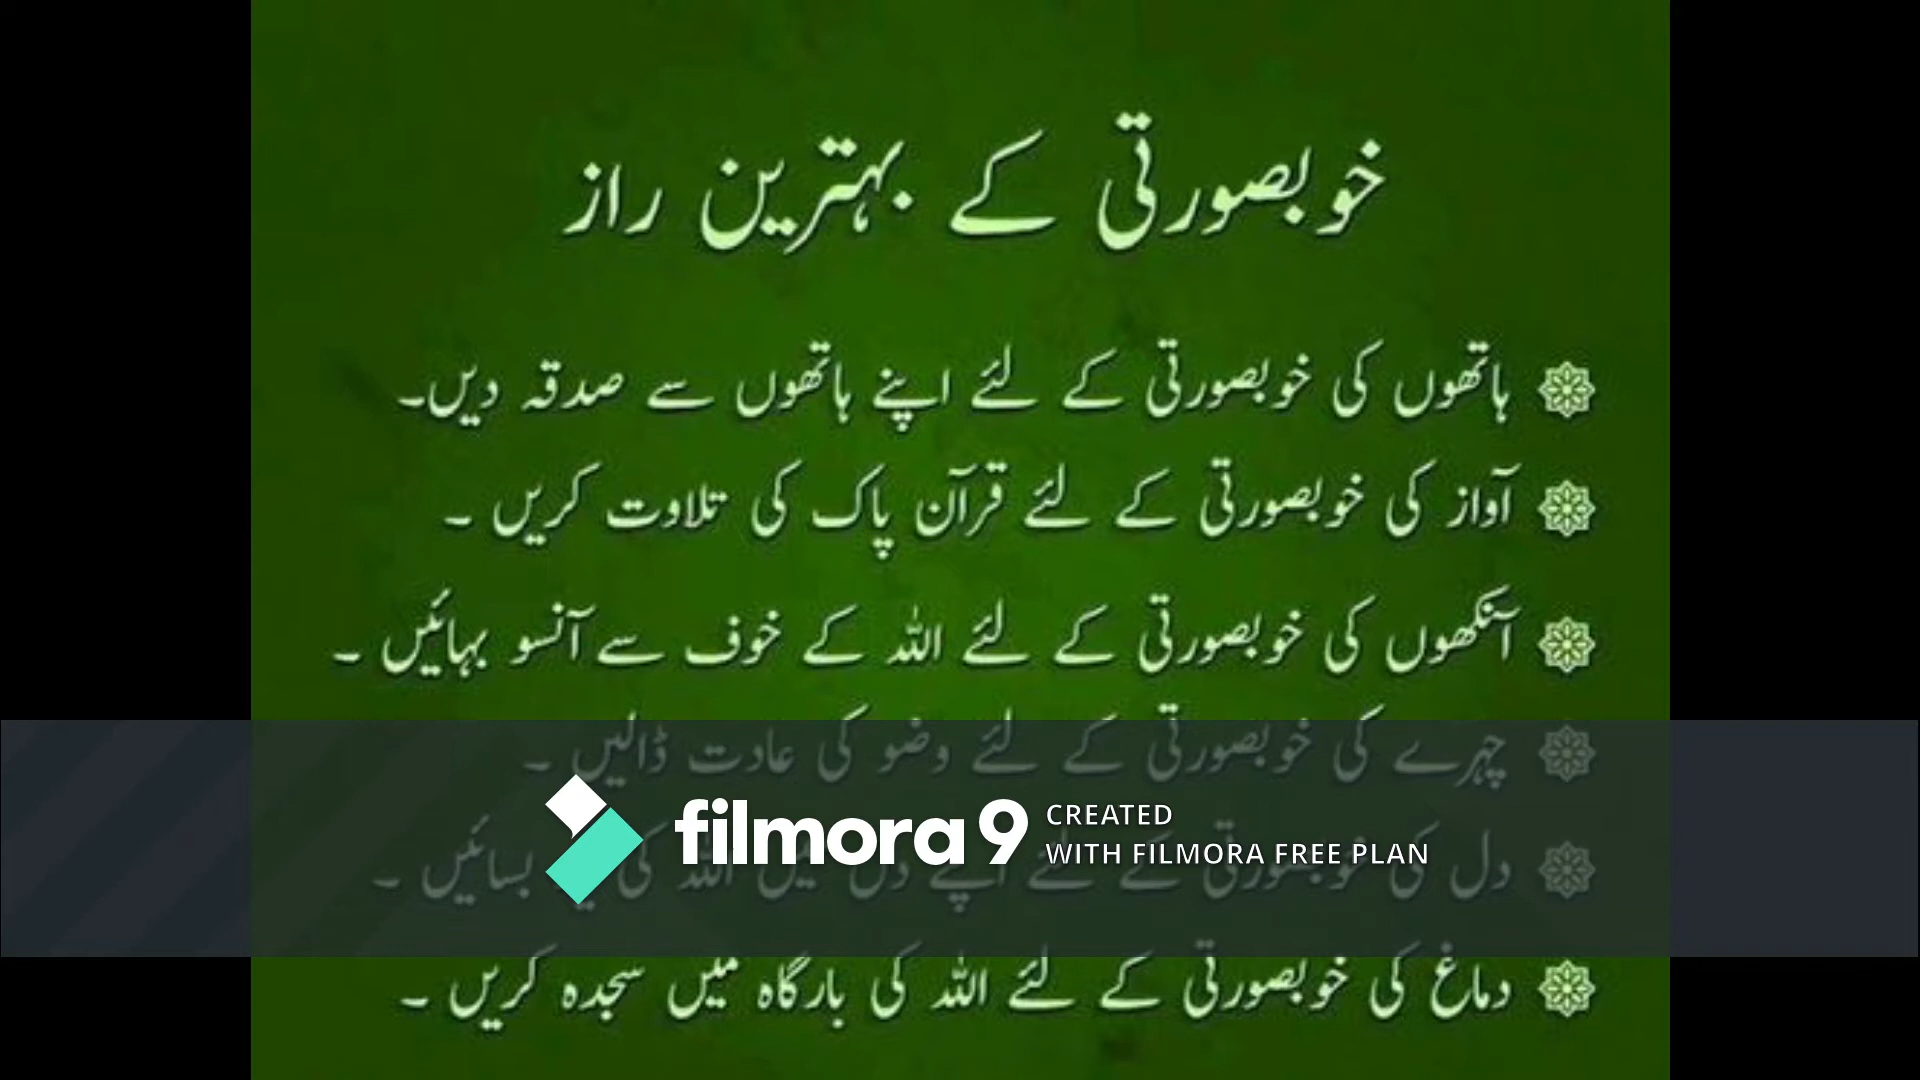 خوبصورتی کے بہترین راز
ہاتھوں کی خوبصورتی کے لئے اپنے ہاتھوں سے صدقہ دیں۔
آواز کی خوبصورتی کے لئے قرآن پاک کی تلاوت کریں ۔
آنکھوں کی خوبصورتی کے لئے اللہ کے خوف سے آنسو بہائیں ۔
چہرے کی خوبصورتی کے لئے وضو کی عادت ڈالیں ۔
filmora9 CREATED
WITH FILMORA FREE PLAN
دل کی خوبصورتی کے لئے اپنے دل میں اللہ کی بسائیں ۔
دماغ کی خوبصورتی کے لئے اللہ کی بارگاہ میں سجدہ کریں ۔